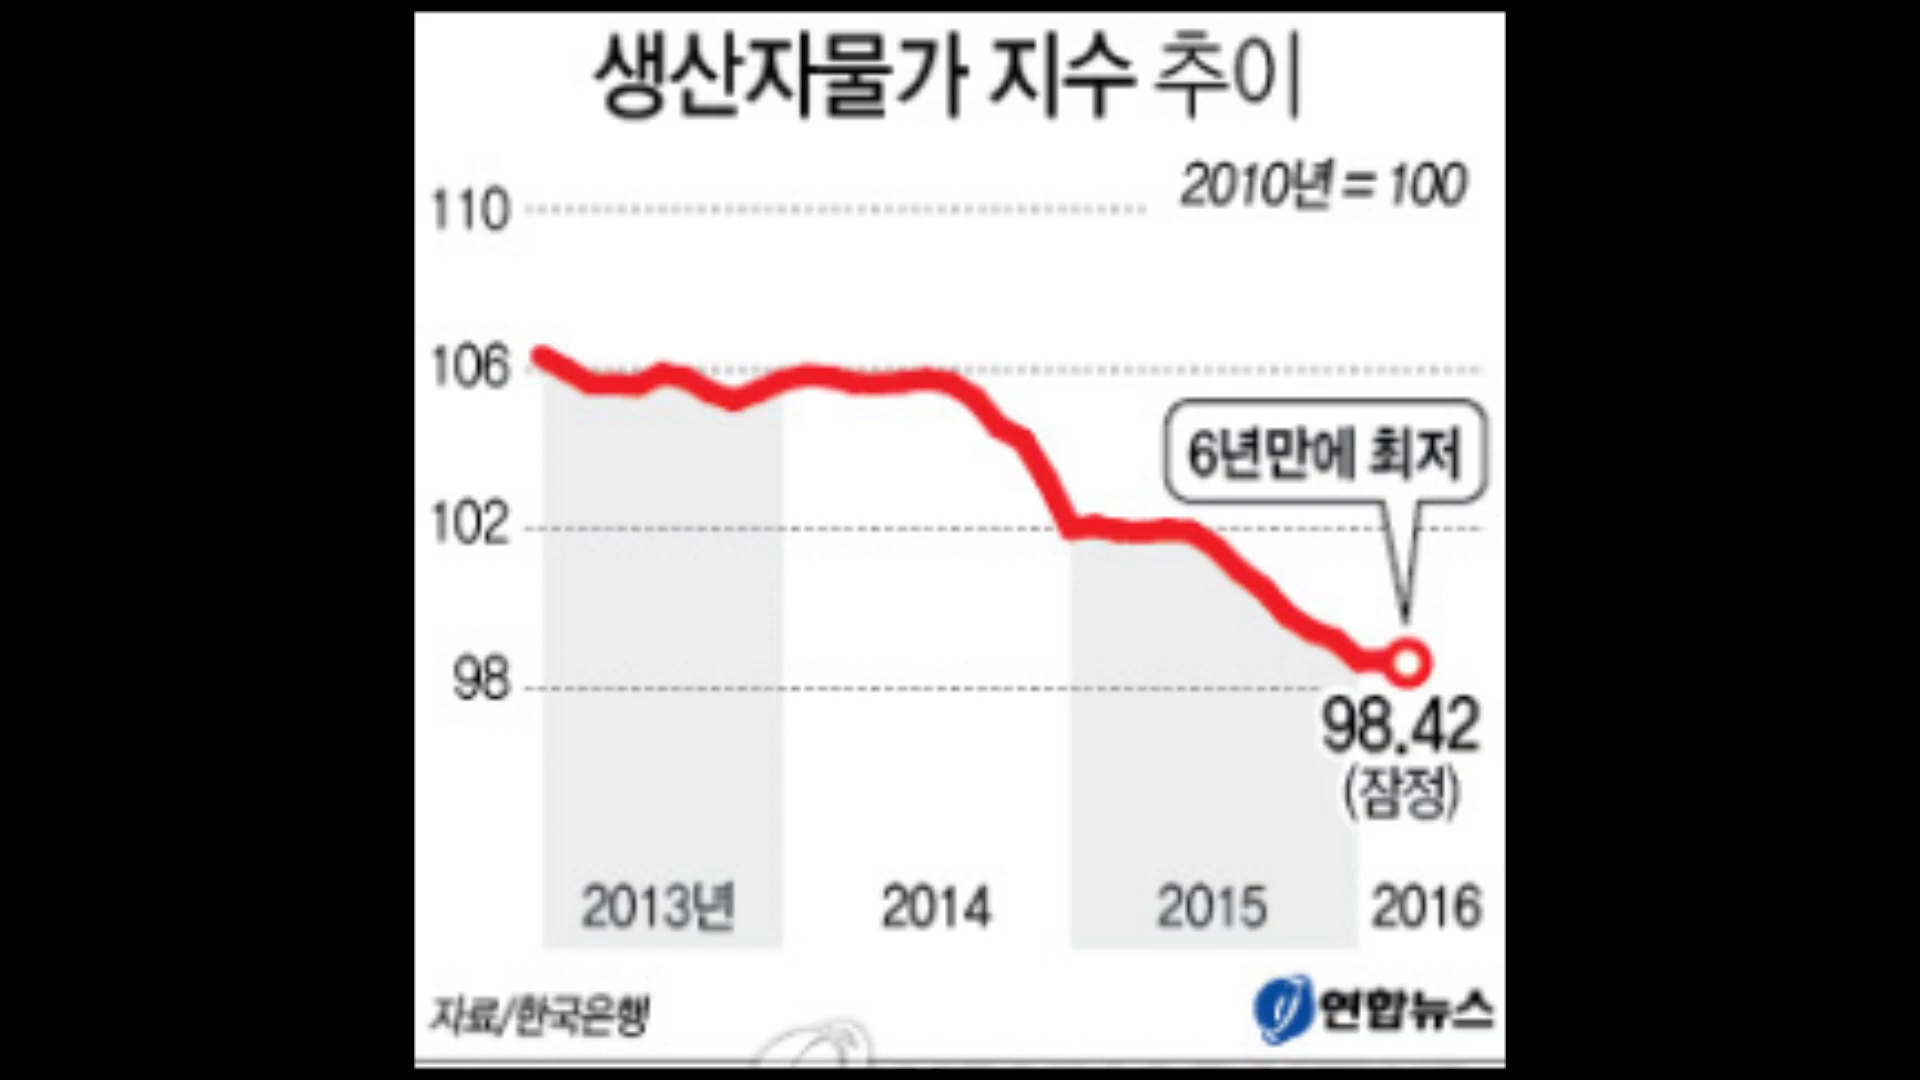 생산자물가 지수 추이
2010년 = 100
110
106
6년만에 최저
102
98
98.42
(잠정)
2013년 2014 2015 2016
자료/한국은행
연합뉴스